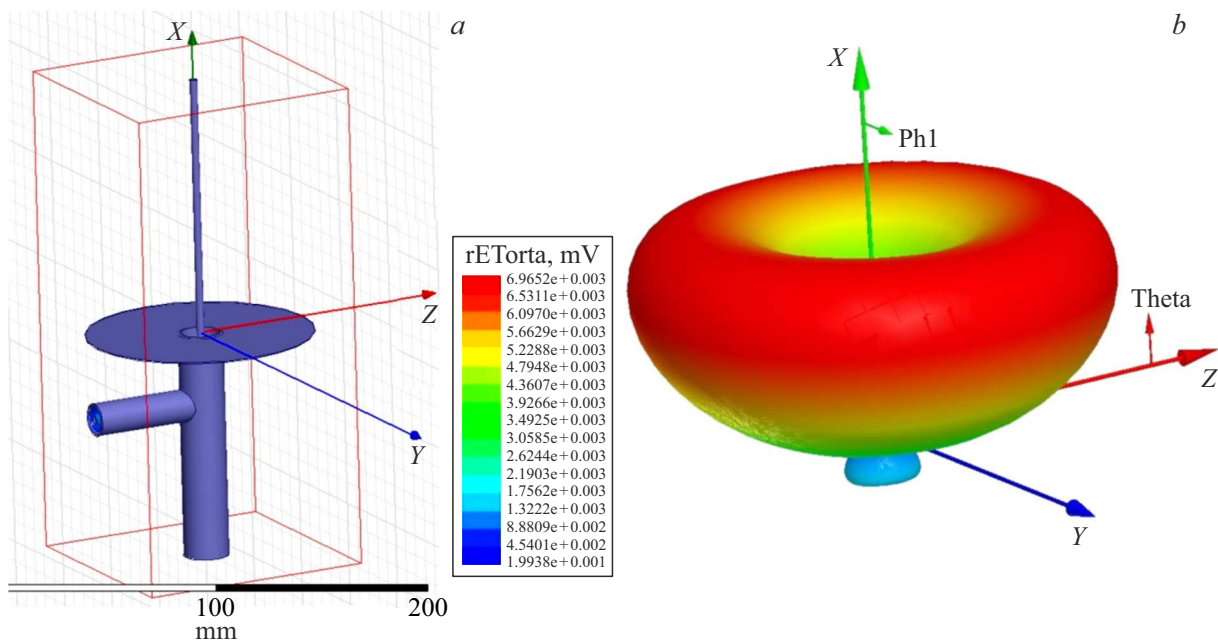 X
a
Z
Y
100
200
mm
rETorta, mV
6.9652e+0.003
6.5311e+0.003
6.0970e+0.003
5.6629e+0.003
5.2288e+0.003
4.7948e+0.003
4.3607e+0.003
3.9266e+0.003
3.4925e+0.003
3.0585e+0.003
2.6244e+0.003
2.1903e+0.003
1.7562e+0.003
1.3222e+0.003
8.8809e+0.002
4.5401e+0.002
1.9938e+0.001
b
X
Ph1
Theta
Z
Y